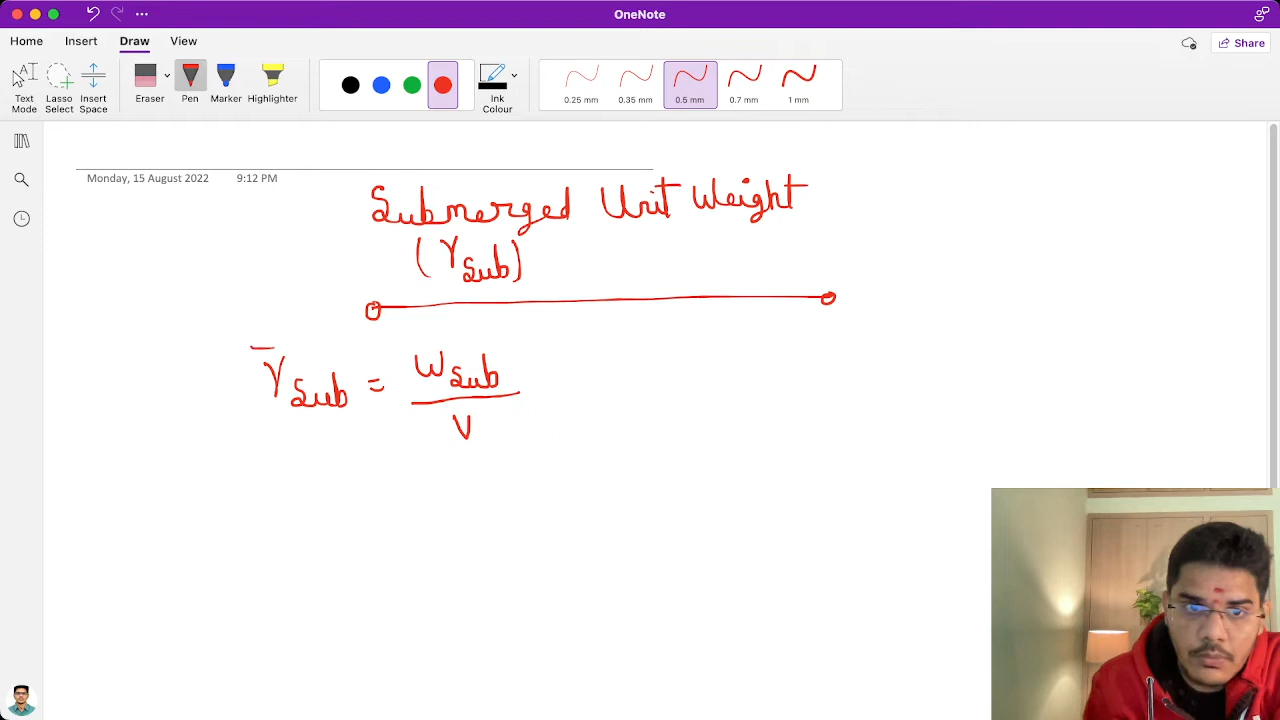 OneNote
Home Insert Draw View
Share
Text Mode
Lasso Select
Insert Space
Eraser
Pen
Marker
Highlighter
Ink Colour
0.25 mm
0.35 mm
0.5 mm
0.7 mm
1 mm
Monday, 15 August 2022 9:12 PM
Submerged Unit Weight
(γsub)
γ̅sub = Wsub
V